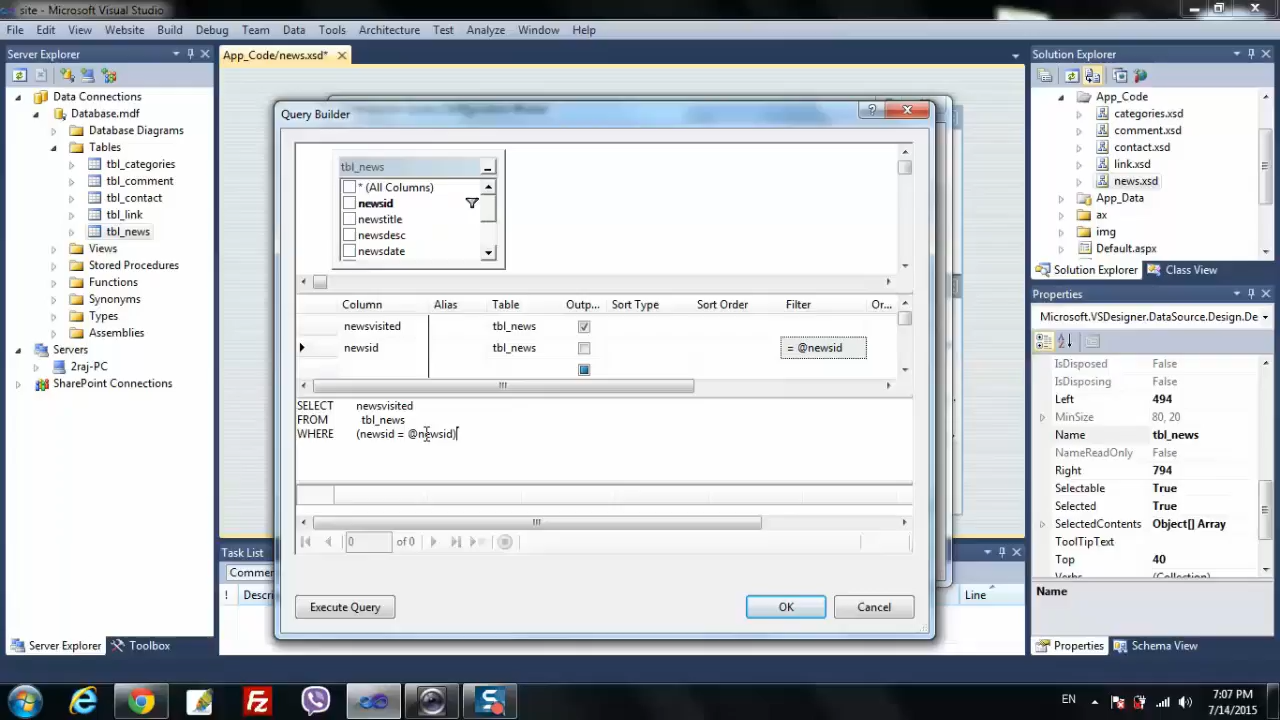 site - Microsoft Visual Studio
File Edit View Website Build Debug Team Data Tools Architecture Test Analyze Window Help
Server Explorer
App_Code/news.xsd*
Solution Explorer
Data Connections
Database.mdf
Database Diagrams
Tables
tbl_categories
tbl_comment
tbl_contact
tbl_link
tbl_news
Views
Stored Procedures
Functions
Synonyms
Types
Assemblies
Servers
2raj-PC
SharePoint Connections
Server Explorer
Toolbox
Query Builder
tbl_news
* (All Columns)
newsid
newstitle
newsdesc
newsdate
Column Alias Table Outp... Sort Type Sort Order Filter Or...
newsvisited tbl_news
newsid tbl_news = @newsid
SELECT newsvisited
FROM tbl_news
WHERE (newsid = @newsid)
0 of 0
Execute Query
OK
Cancel
Task List
Comme
! Descri
Line
App_Code
categories.xsd
comment.xsd
contact.xsd
link.xsd
news.xsd
App_Data
ax
img
Default.aspx
Solution Explorer
Class View
Properties
Microsoft.VSDesigner.DataSource.Design.De
IsDisposed False
IsDisposing False
Left 494
MinSize 80, 20
Name tbl_news
NameReadOnly False
Right 794
Selectable True
Selected True
SelectedContents Object[] Array
ToolTipText
Top 40
Verbs (Collection)
Name
Properties
Schema View
EN
7:07 PM
7/14/2015